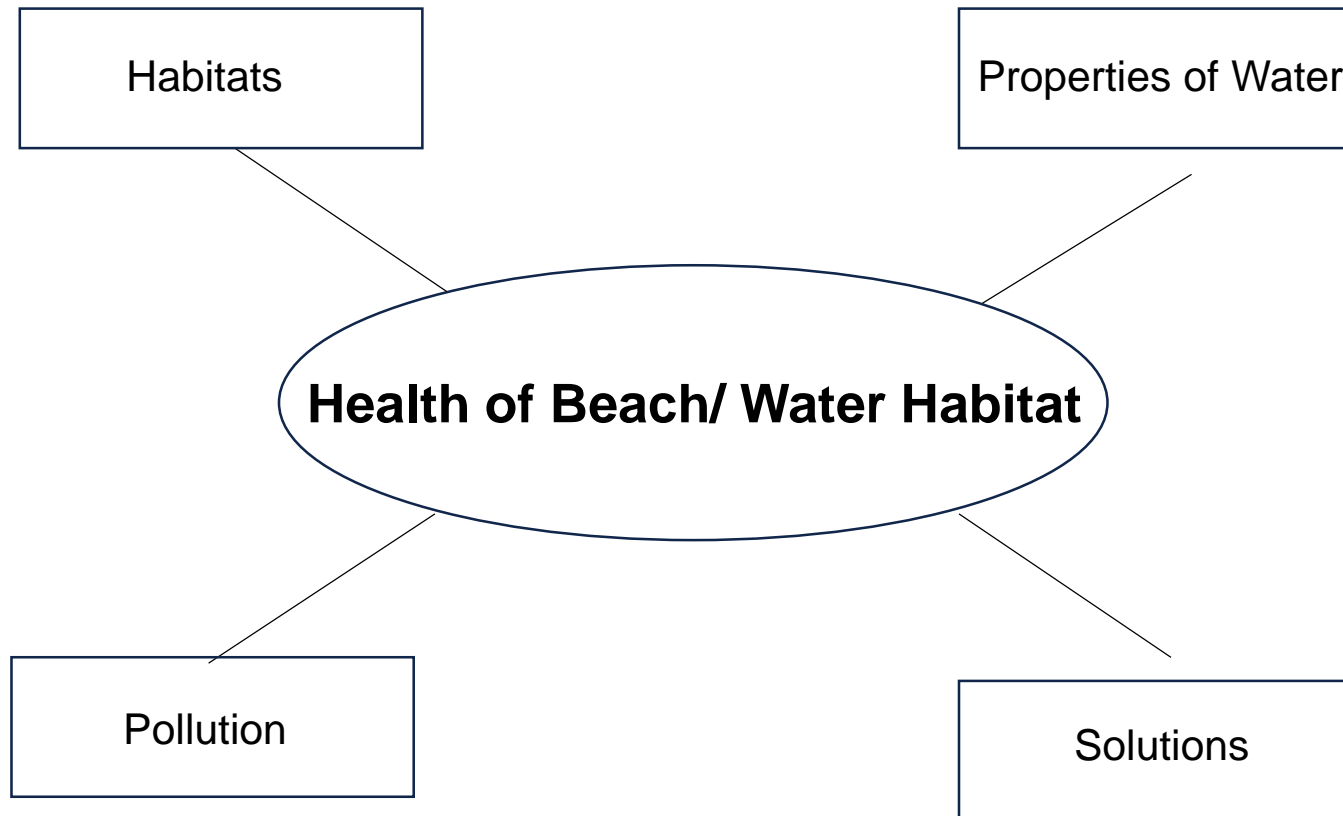 Habitats
Properties of Water
Health of Beach/ Water Habitat
Pollution
Solutions